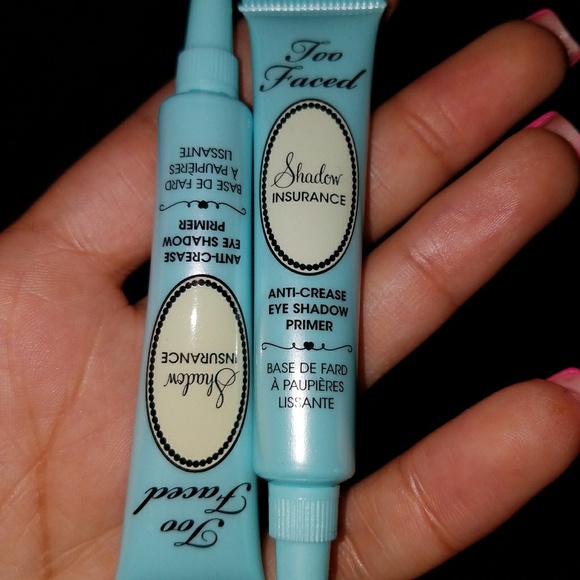 Too
Faced
Shadow
INSURANCE
ANTI-CREASE
EYE SHADOW
PRIMER
BASE DE FARD
À PAUPIÈRES
LISSANTE
Too
Faced
Shadow
INSURANCE
ANTI-CREASE
EYE SHADOW
PRIMER
BASE DE FARD
À PAUPIÈRES
LISSANTE